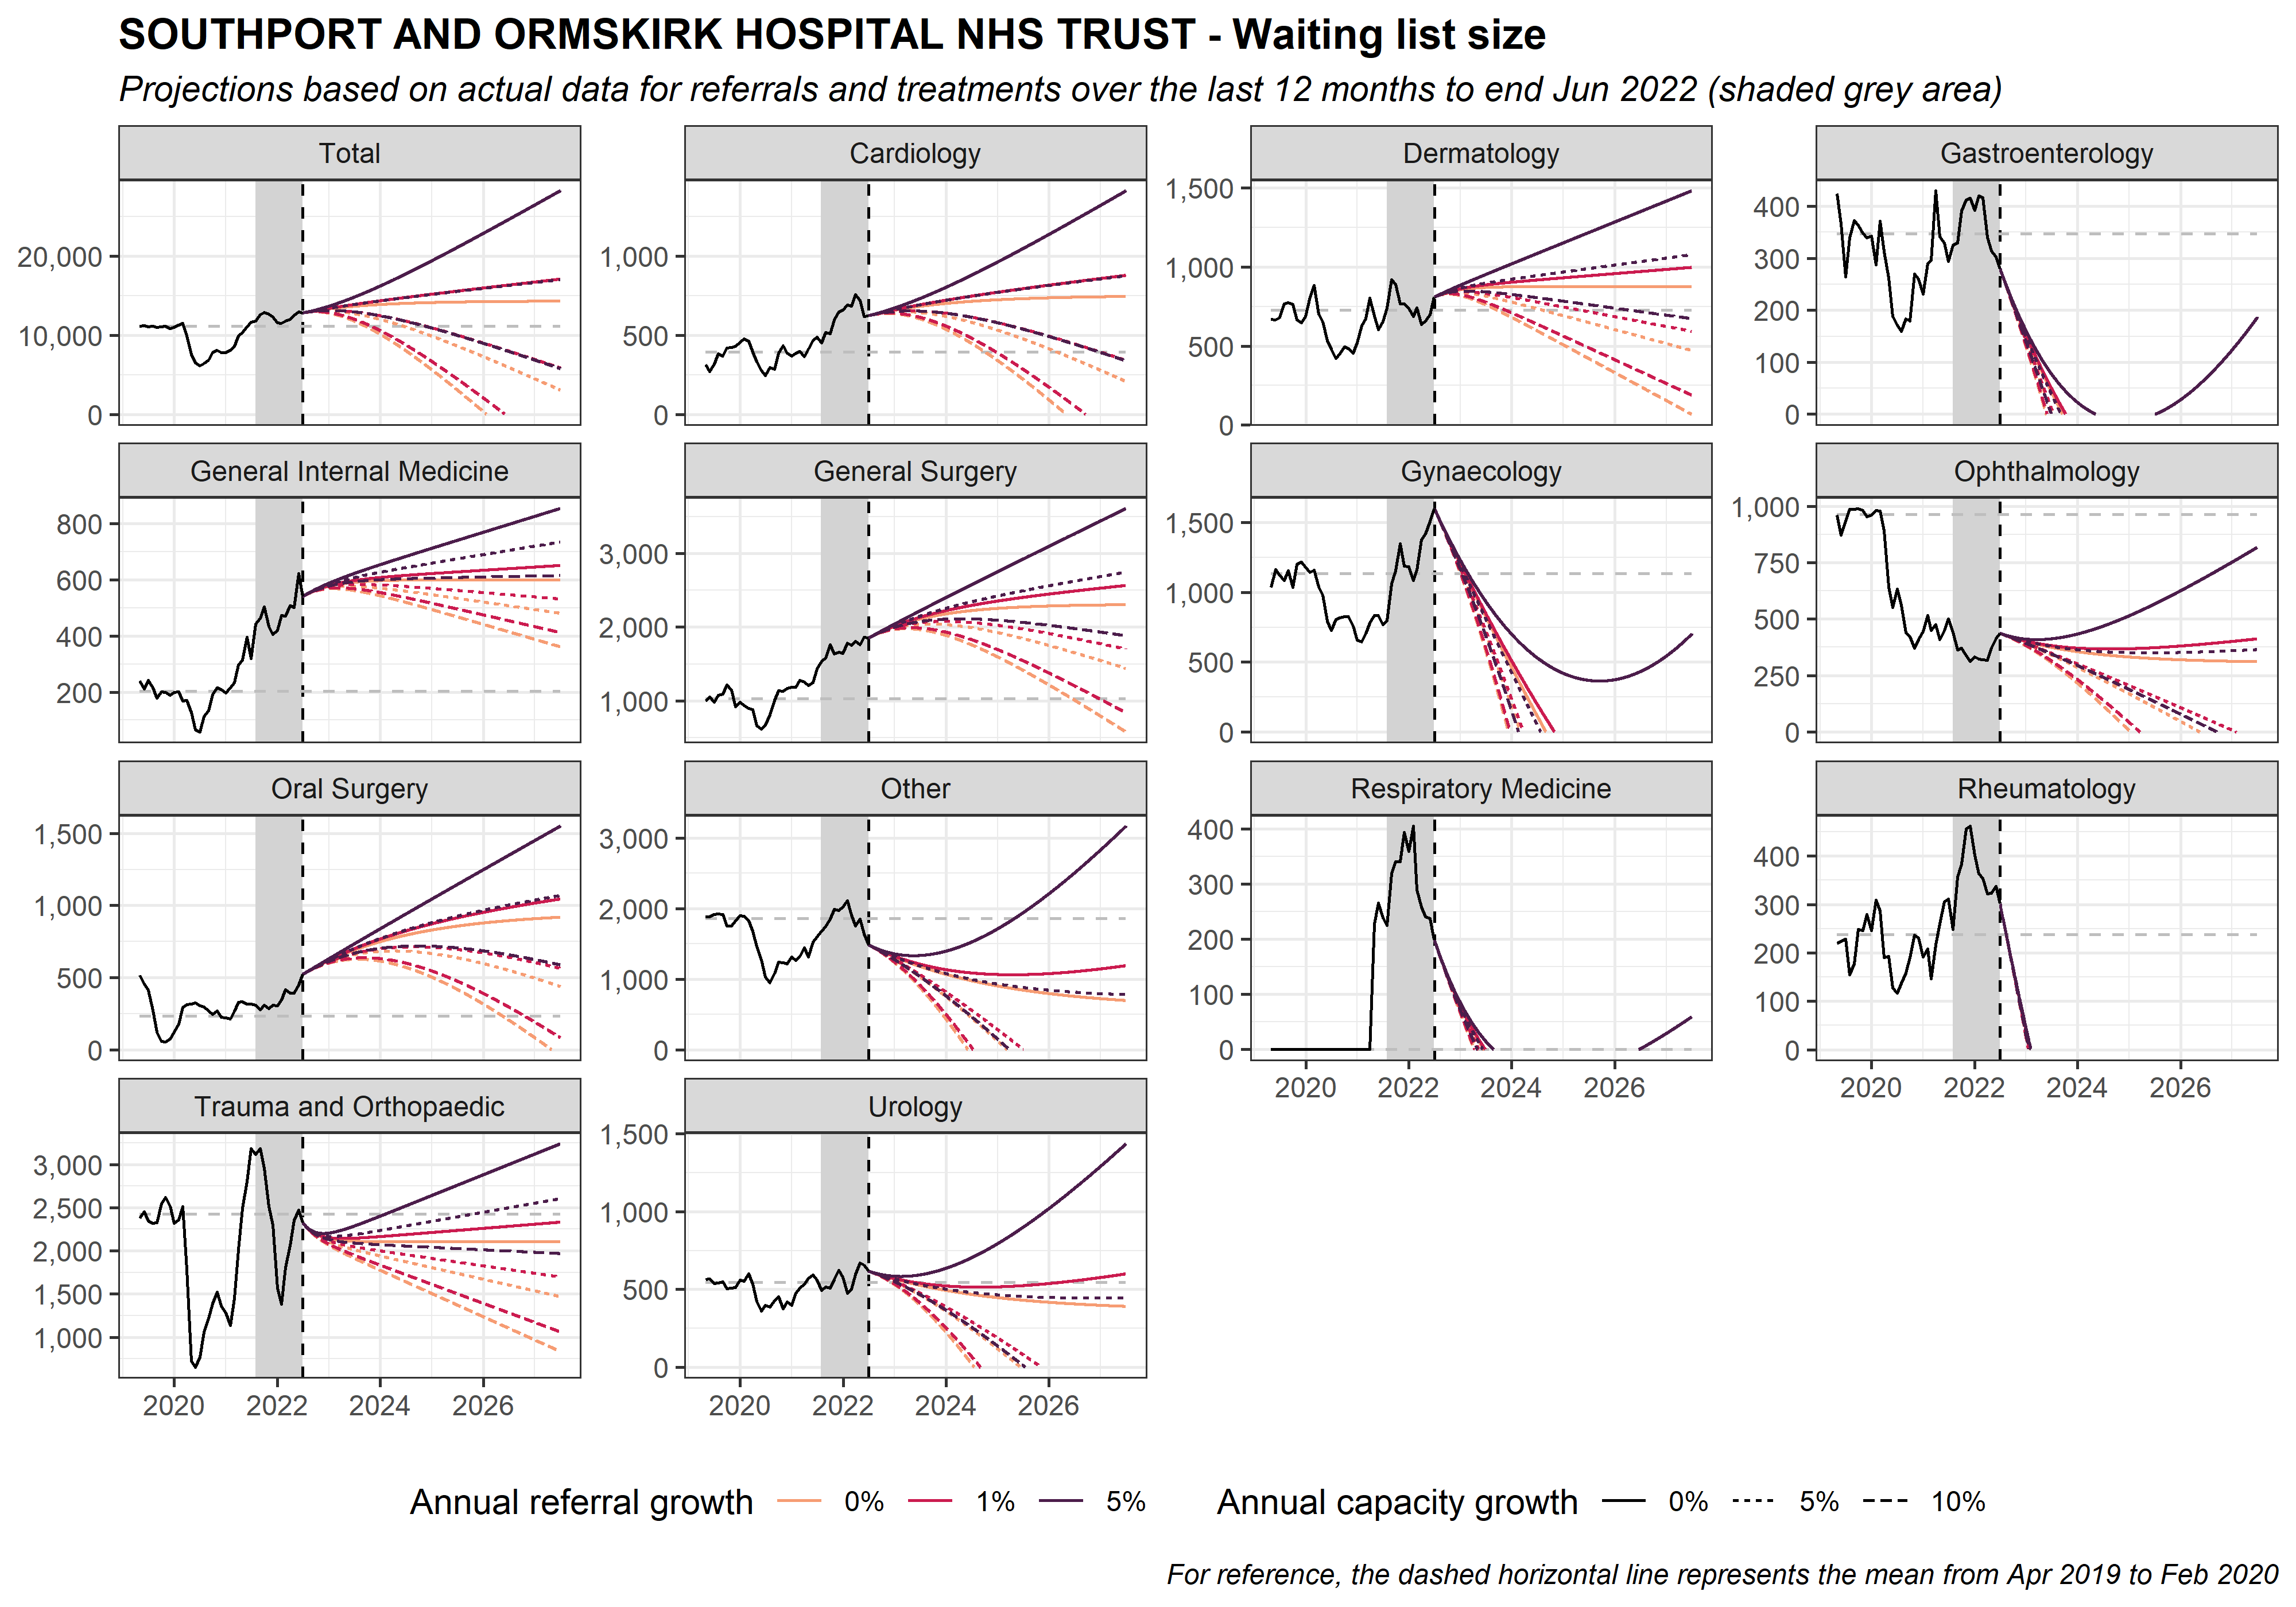 SOUTHPORT AND ORMSKIRK HOSPITAL NHS TRUST - Waiting list size
Projections based on actual data for referrals and treatments over the last 12 months to end Jun 2022 (shaded grey area)
Total
20,000
10,000
0
Cardiology
1,000
500
0
Dermatology
1,500
1,000
500
0
Gastroenterology
400
300
200
100
0
General Internal Medicine
800
600
400
200
General Surgery
3,000
2,000
1,000
Gynaecology
1,500
1,000
500
0
Ophthalmology
1,000
750
500
250
0
Oral Surgery
1,500
1,000
500
0
Other
3,000
2,000
1,000
0
Respiratory Medicine
400
300
200
100
0
2020 2022 2024 2026
Rheumatology
400
300
200
100
0
2020 2022 2024 2026
Trauma and Orthopaedic
3,000
2,500
2,000
1,500
1,000
2020 2022 2024 2026
Urology
1,500
1,000
500
0
2020 2022 2024 2026
Annual referral growth 0% 1% 5%
Annual capacity growth 0% 5% 10%
For reference, the dashed horizontal line represents the mean from Apr 2019 to Feb 2020